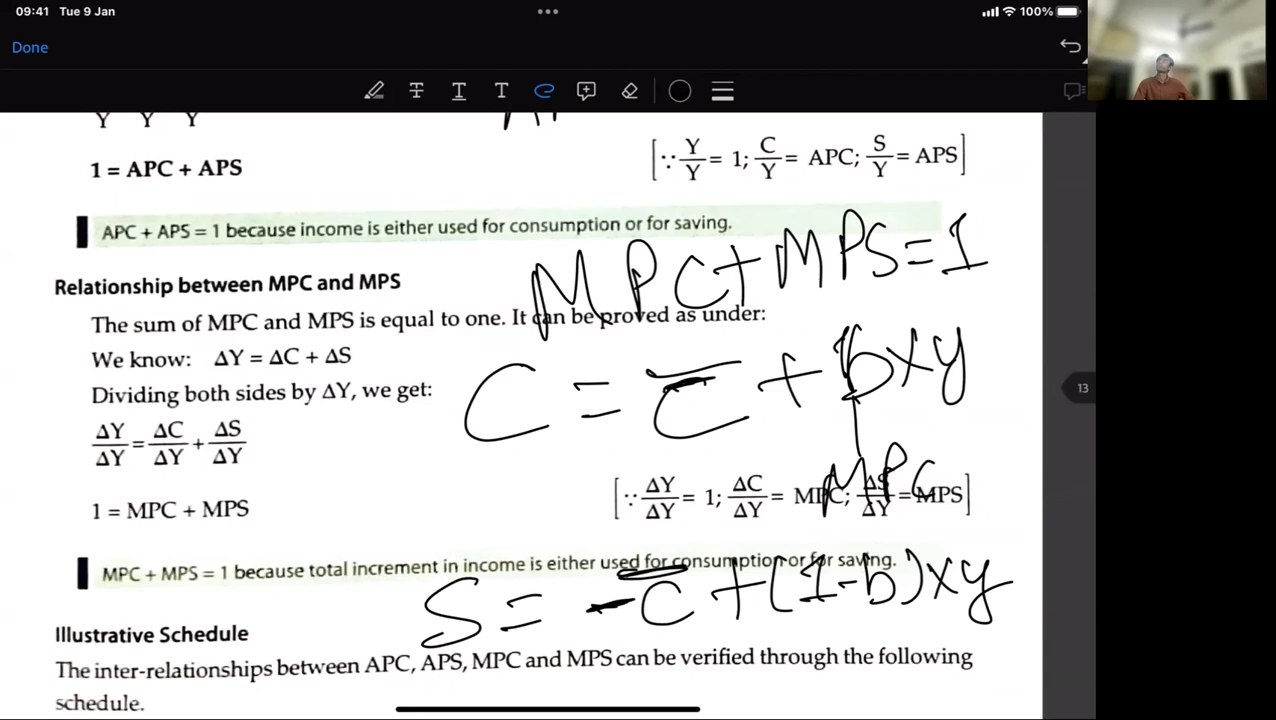 09:41 Tue 9 Jan 100%
Done
T T T
Y Y Y
[∵ Y/Y = 1; C/Y = APC; S/Y = APS]
1 = APC + APS
APC + APS = 1 because income is either used for consumption or for saving.
MPC + MPS = 1
Relationship between MPC and MPS
The sum of MPC and MPS is equal to one. It can be proved as under:
We know: ΔY = ΔC + ΔS
C = C̅ + b x y
Dividing both sides by ΔY, we get:
13
ΔY/ΔY = ΔC/ΔY + ΔS/ΔY
MPC
[∵ ΔY/ΔY = 1; ΔC/ΔY = MPC; ΔS/ΔY = MPS]
1 = MPC + MPS
MPC + MPS = 1 because total increment in income is either used for consumption or for saving.
S = -C̅ + (1-b) x y
Illustrative Schedule
The inter-relationships between APC, APS, MPC and MPS can be verified through the following
schedule.